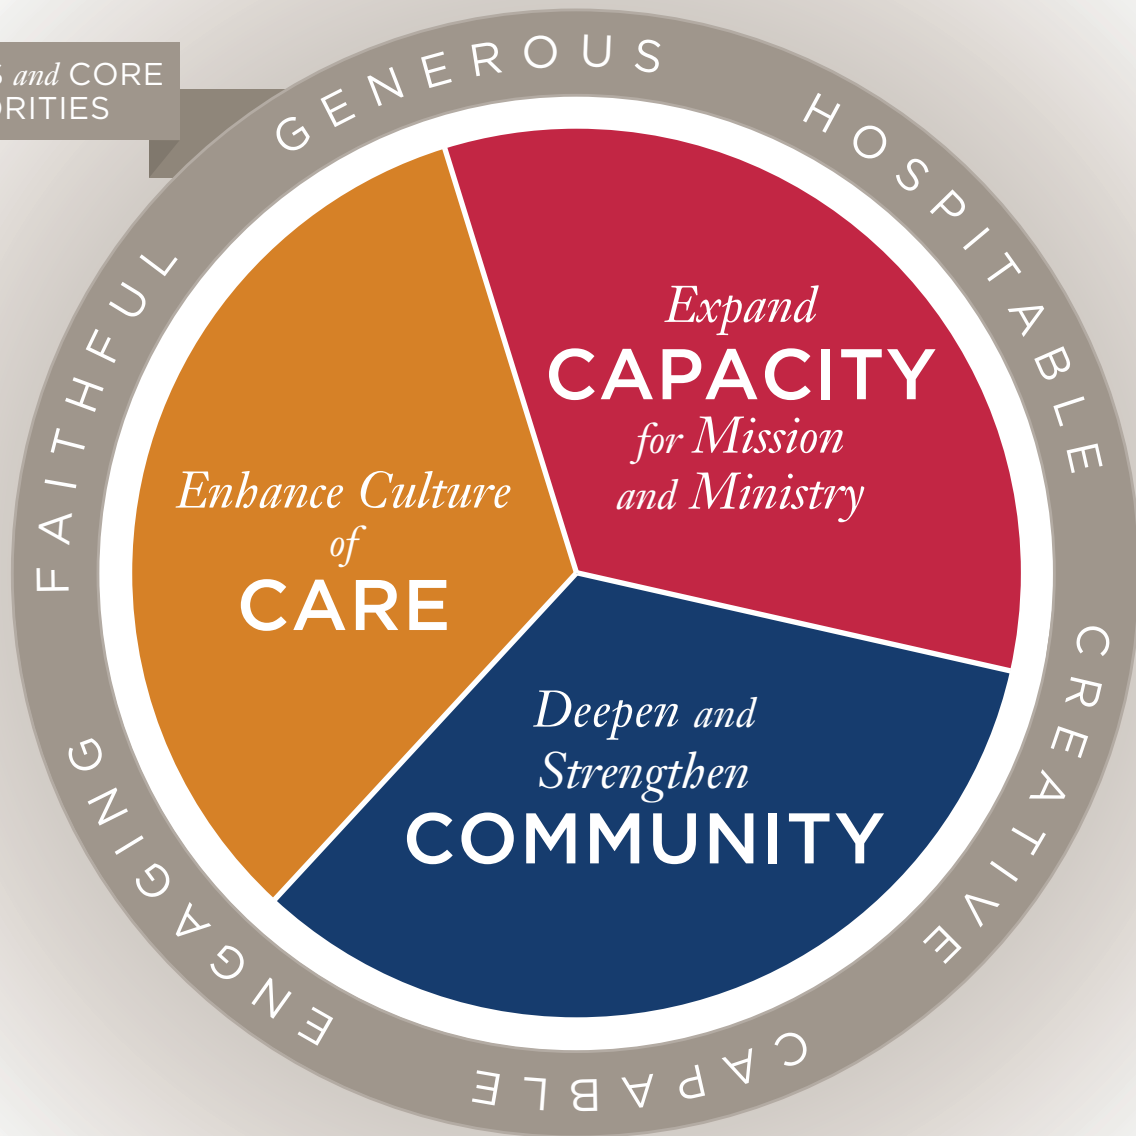 and CORE
GENEROUS
HOSPITABLE
CREATIVE
CAPABLE
ENGAGING
FAITHFUL
Expand
CAPACITY
for Mission
and Ministry
Enhance Culture
of
CARE
Deepen and
Strengthen
COMMUNITY